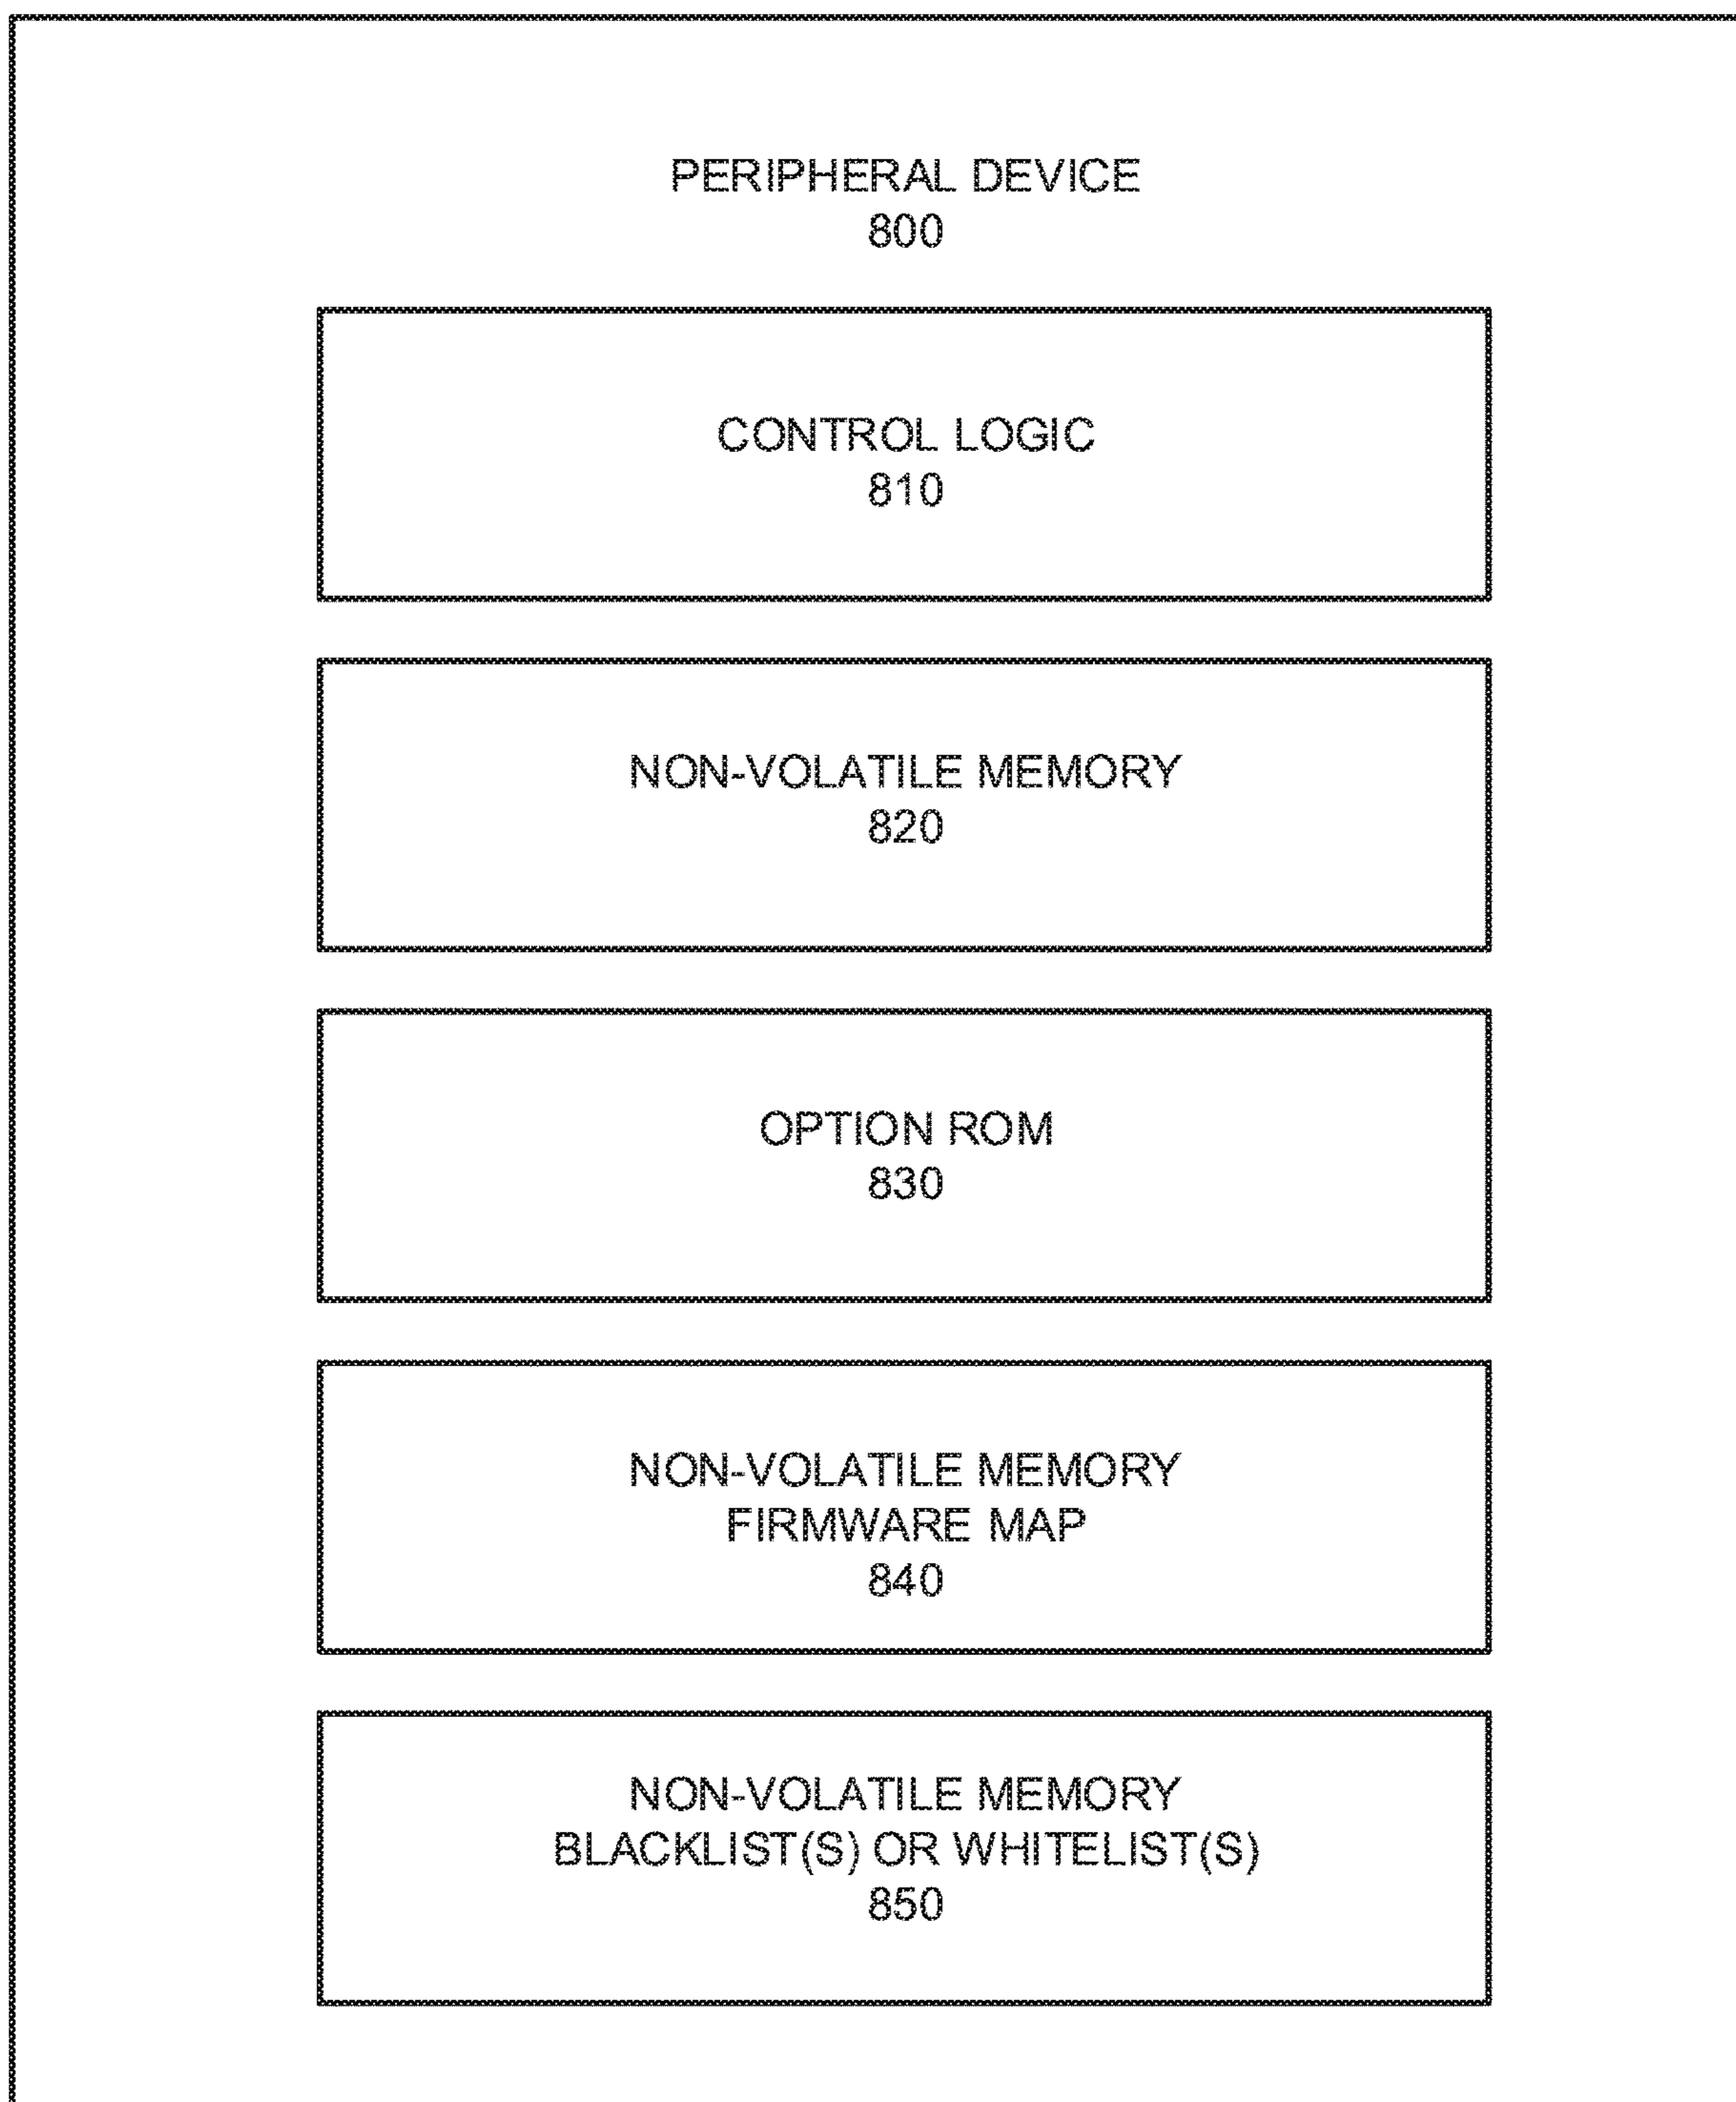 PERIPHERAL DEVICE
800
CONTROL LOGIC
810
NON-VOLATILE MEMORY
820
OPTION ROM
830
NON-VOLATILE MEMORY
FIRMWARE MAP
840
NON-VOLATILE MEMORY
BLACKLIST(S) OR WHITELIST(S)
850